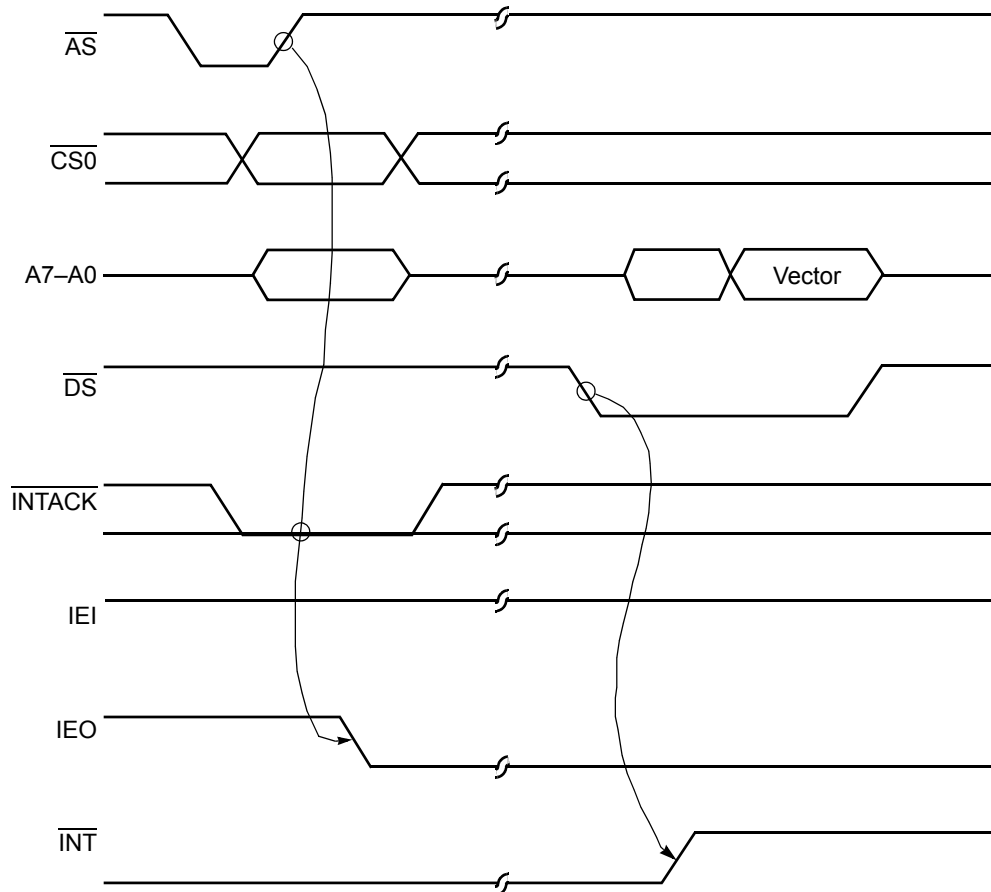 AS
CS0
A7–A0
Vector
DS
INTACK
IEI
IEO
INT